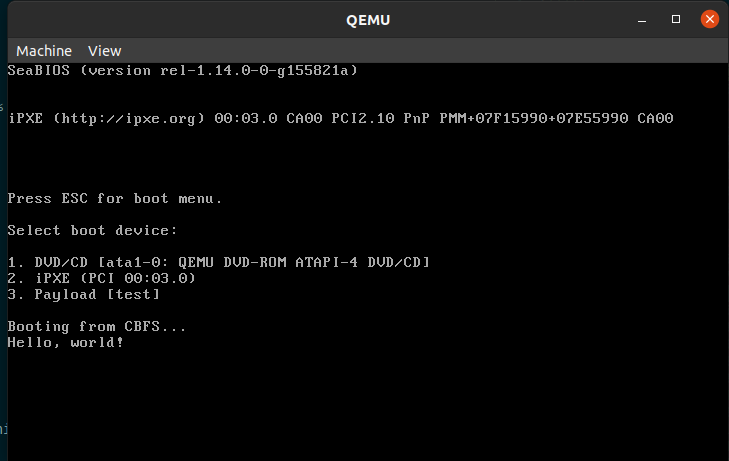 QEMU
Machine View
SeaBIOS (version rel-1.14.0-0-g155821a)
iPXE (http://ipxe.org) 00:03.0 CA00 PCI2.10 PnP PMM+07F15990+07E55990 CA00
Press ESC for boot menu.
Select boot device:
1. DVD/CD [ata1-0: QEMU DVD-ROM ATAPI-4 DVD/CD]
2. iPXE (PCI 00:03.0)
3. Payload [test]
Booting from CBFS...
Hello, world!